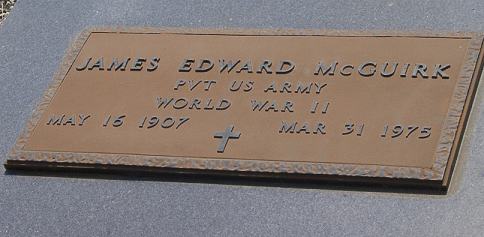 JAMES EDWARD McGUIRK
PVT US ARMY
WORLD WAR II
MAY 16 1907 MAR 31 1975